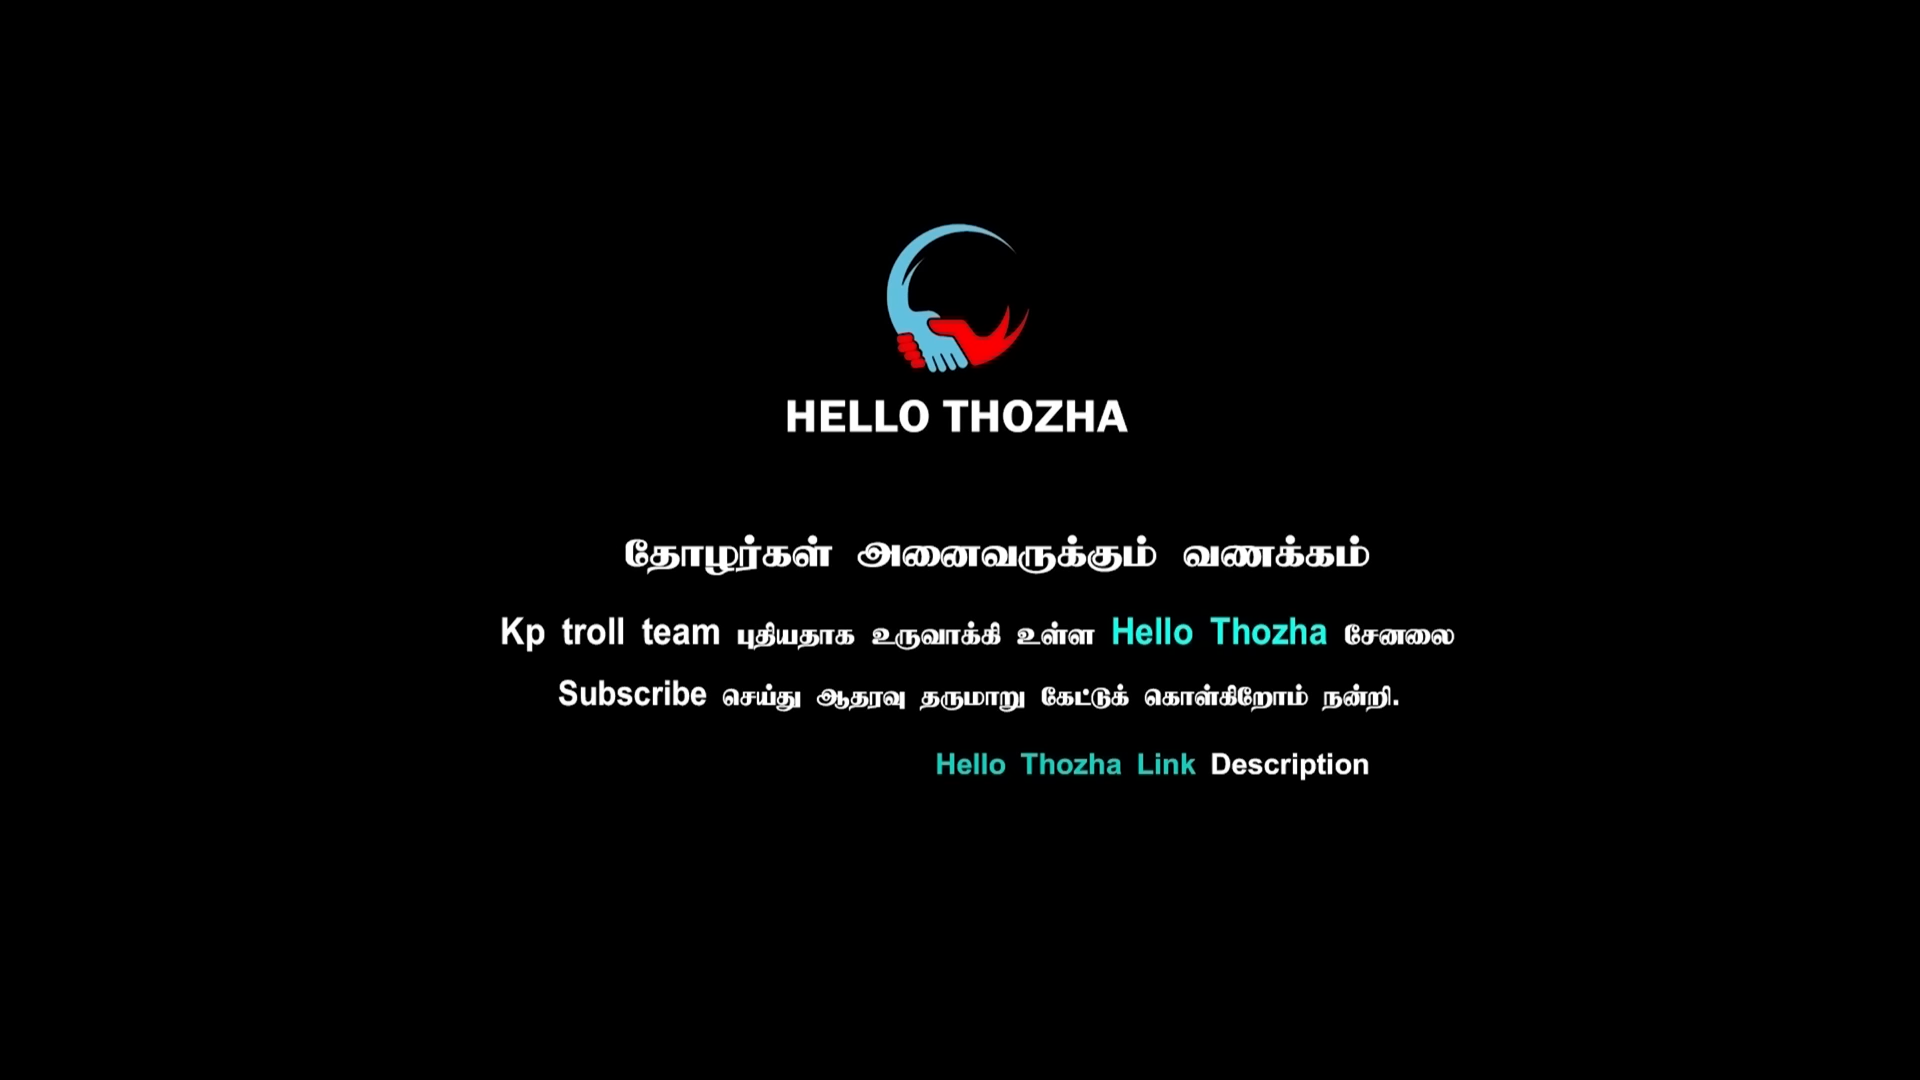 HELLO THOZHA
தோழர்கள் அனைவருக்கும் வணக்கம்
Kp troll team புதியதாக உருவாக்கி உள்ள Hello Thozha சேனலை
Subscribe செய்து ஆதரவு தருமாறு கேட்டுக் கொள்கிறோம் நன்றி.
Hello Thozha Link Description